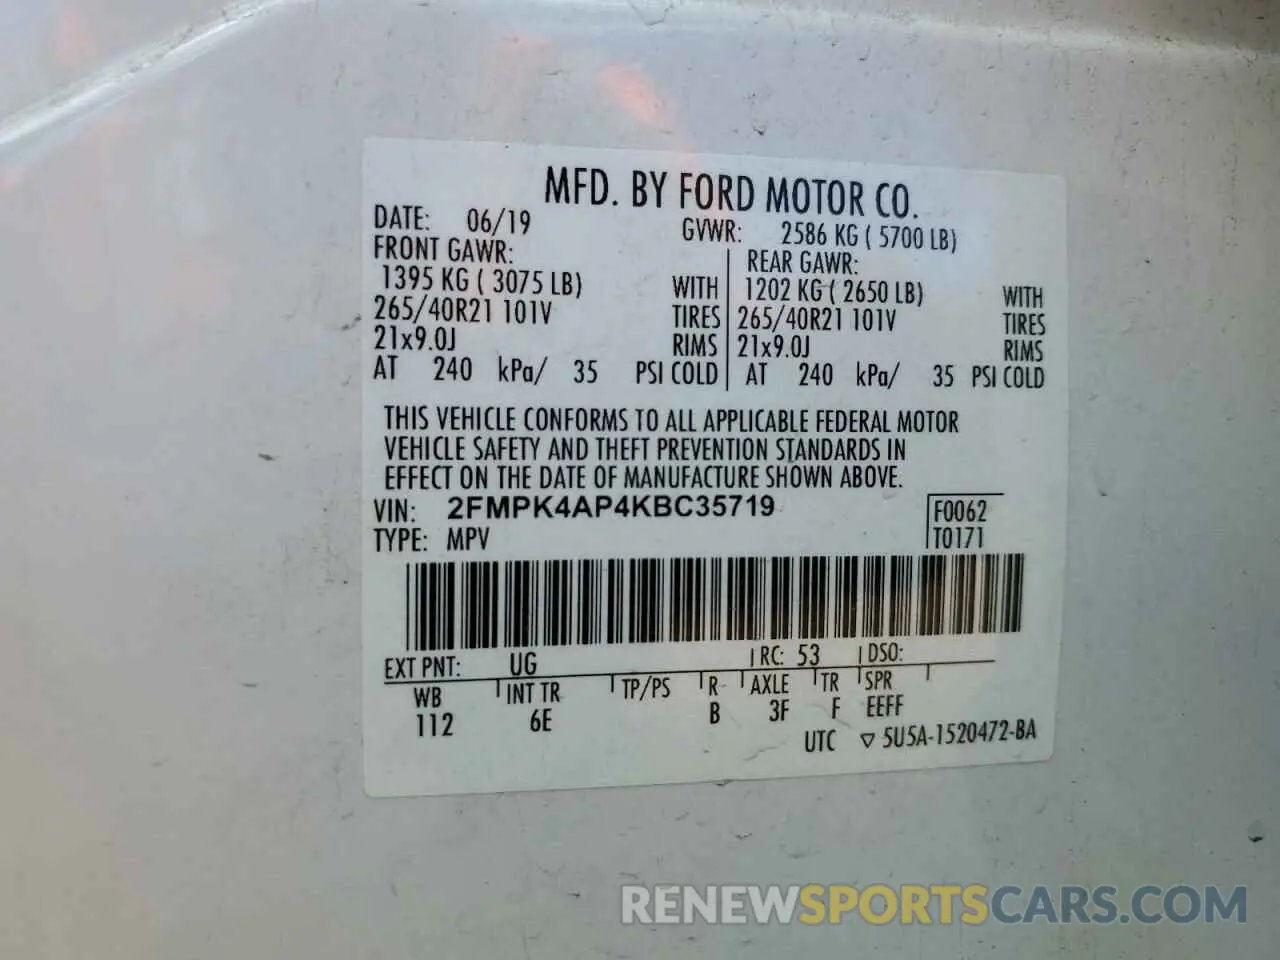 MFD. BY FORD MOTOR CO.
DATE: 06/19 GVWR: 2586 KG ( 5700 LB)
FRONT GAWR: REAR GAWR:
1395 KG ( 3075 LB) WITH 1202 KG ( 2650 LB) WITH
265/40R21 101V TIRES 265/40R21 101V TIRES
21x9.0J RIMS 21x9.0J RIMS
AT 240 kPa/ 35 PSI COLD AT 240 kPa/ 35 PSI COLD
THIS VEHICLE CONFORMS TO ALL APPLICABLE FEDERAL MOTOR
VEHICLE SAFETY AND THEFT PREVENTION STANDARDS IN
EFFECT ON THE DATE OF MANUFACTURE SHOWN ABOVE.
VIN: 2FMPK4AP4KBC35719 F0062
TYPE: MPV T0171
EXT PNT: UG RC: 53 DSO:
WB INT TR TP/PS R AXLE TR SPR
112 6E B 3F F EEFF
UTC ▽ 5U5A-1520472-BA
RENEWSPORTSCARS.COM